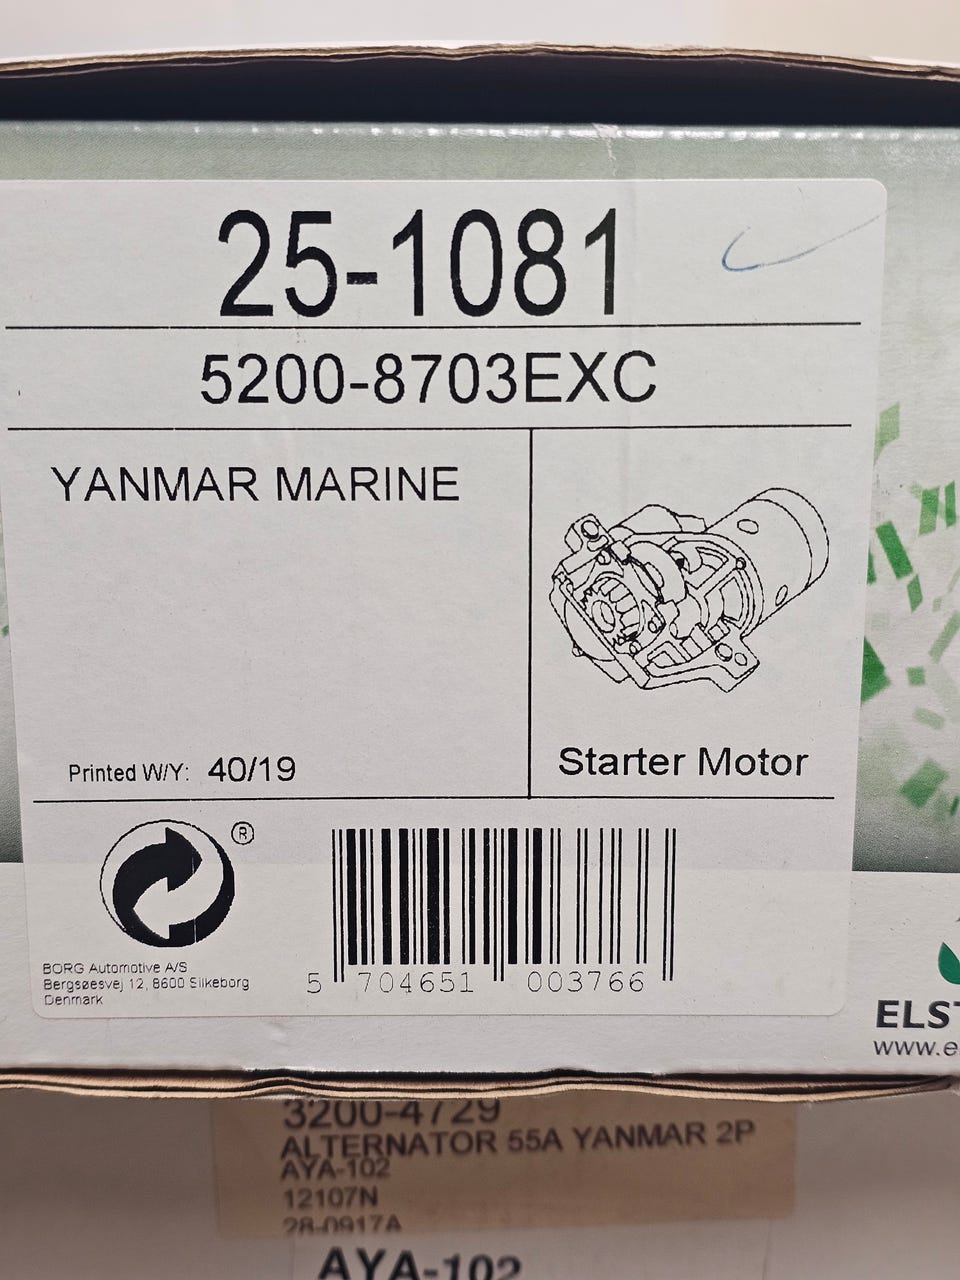 25-1081
5200-8703EXC
YANMAR MARINE
Printed W/Y: 40/19
Starter Motor
®
BORG Automotive A/S
Bergsøesvej 12, 8600 Silkeborg
Denmark
5 704651 003766
ELST
www.e
3200-4729
ALTERNATOR 55A YANMAR 2P
AYA-102
12107N
28-0917A
AYA-102